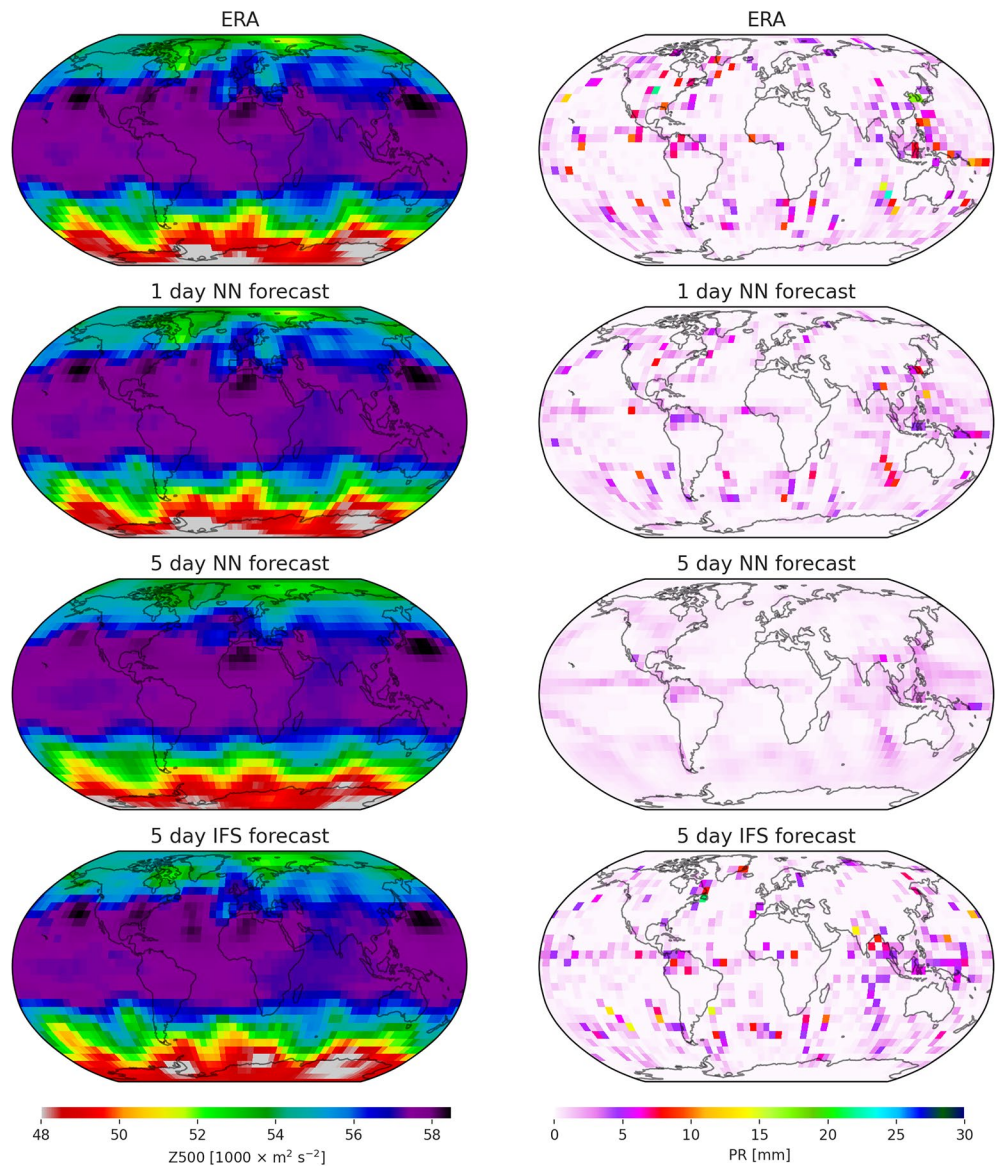 ERA
ERA
1 day NN forecast
1 day NN forecast
5 day NN forecast
5 day NN forecast
5 day IFS forecast
5 day IFS forecast
48 50 52 54 56 58
Z500 [1000 × m² s⁻²]
0 5 10 15 20 25 30
PR [mm]